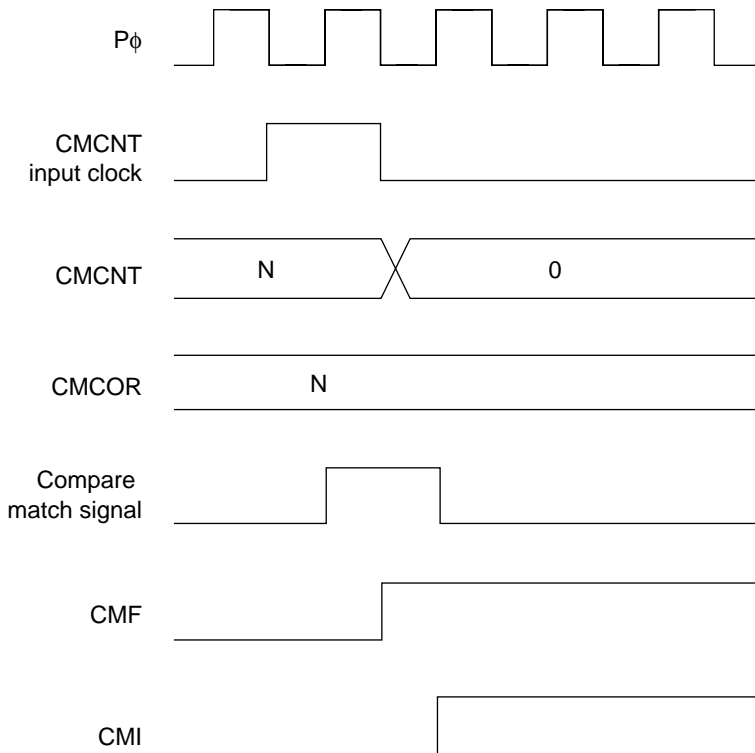 Pϕ
CMCNT
input clock
CMCNT
N
0
CMCOR
N
Compare
match signal
CMF
CMI